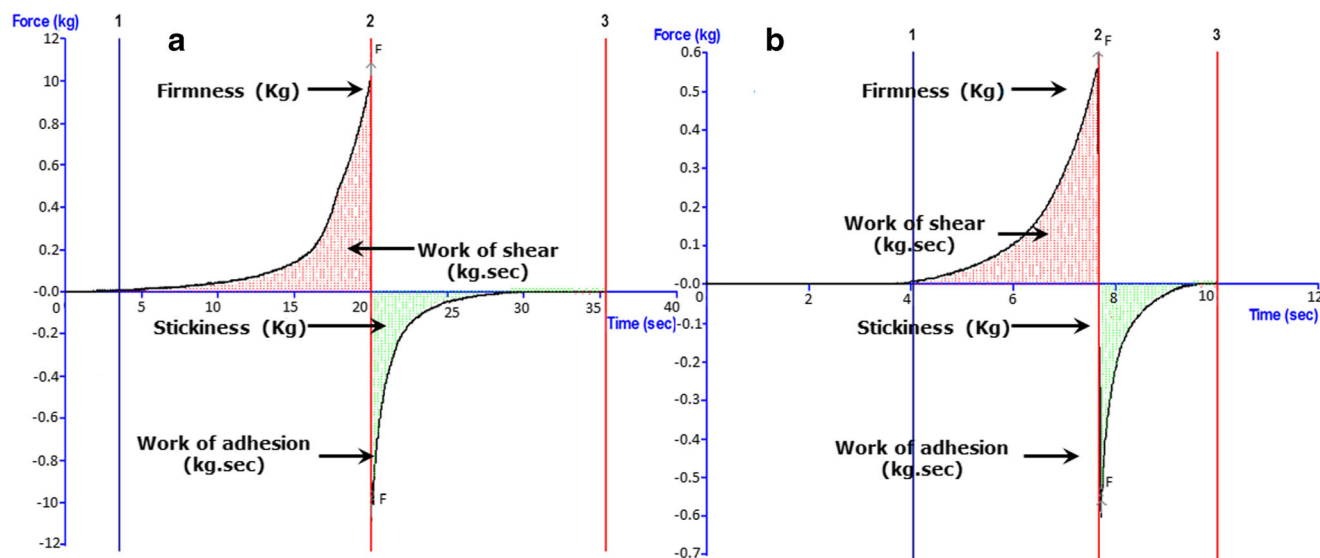 Force (kg)
1
a
2
3
12
F
10
Firmness (Kg)
0.8
0.6
0.4
0.2
Work of shear
(kg.sec)
-0.0
0
5
10
15
20
25
30
35
40
Time (sec)
-0.2
Stickiness (Kg)
-0.4
-0.6
Work of adhesion
(kg.sec)
-0.8
-10
F
-12
Force (kg)
1
b
2
F
3
0.6
0.5
Firmness (Kg)
0.4
0.3
0.2
Work of shear
(kg.sec)
0.1
-0.0
0
2
4
6
8
10
12
Time (sec)
-0.1
Stickiness (Kg)
-0.2
-0.3
-0.4
Work of adhesion
(kg.sec)
-0.5
F
-0.6
-0.7